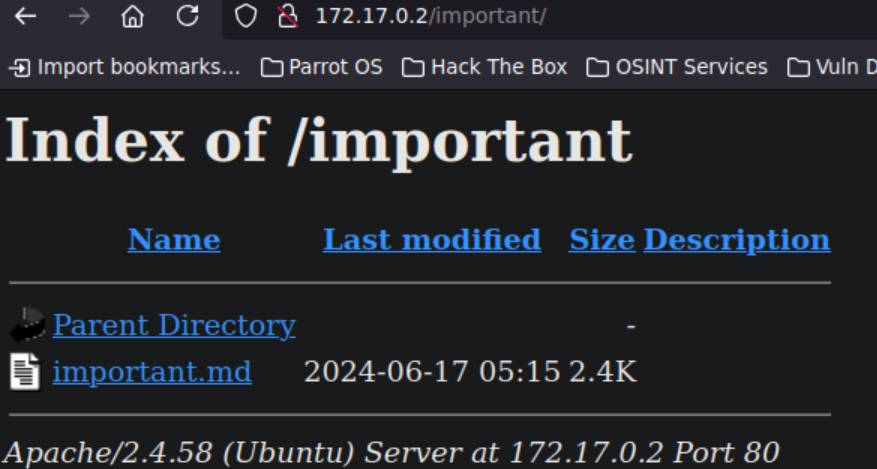 172.17.0.2/important/
Import bookmarks... Parrot OS Hack The Box OSINT Services Vuln D
Index of /important
Name Last modified Size Description
Parent Directory -
important.md 2024-06-17 05:15 2.4K
Apache/2.4.58 (Ubuntu) Server at 172.17.0.2 Port 80